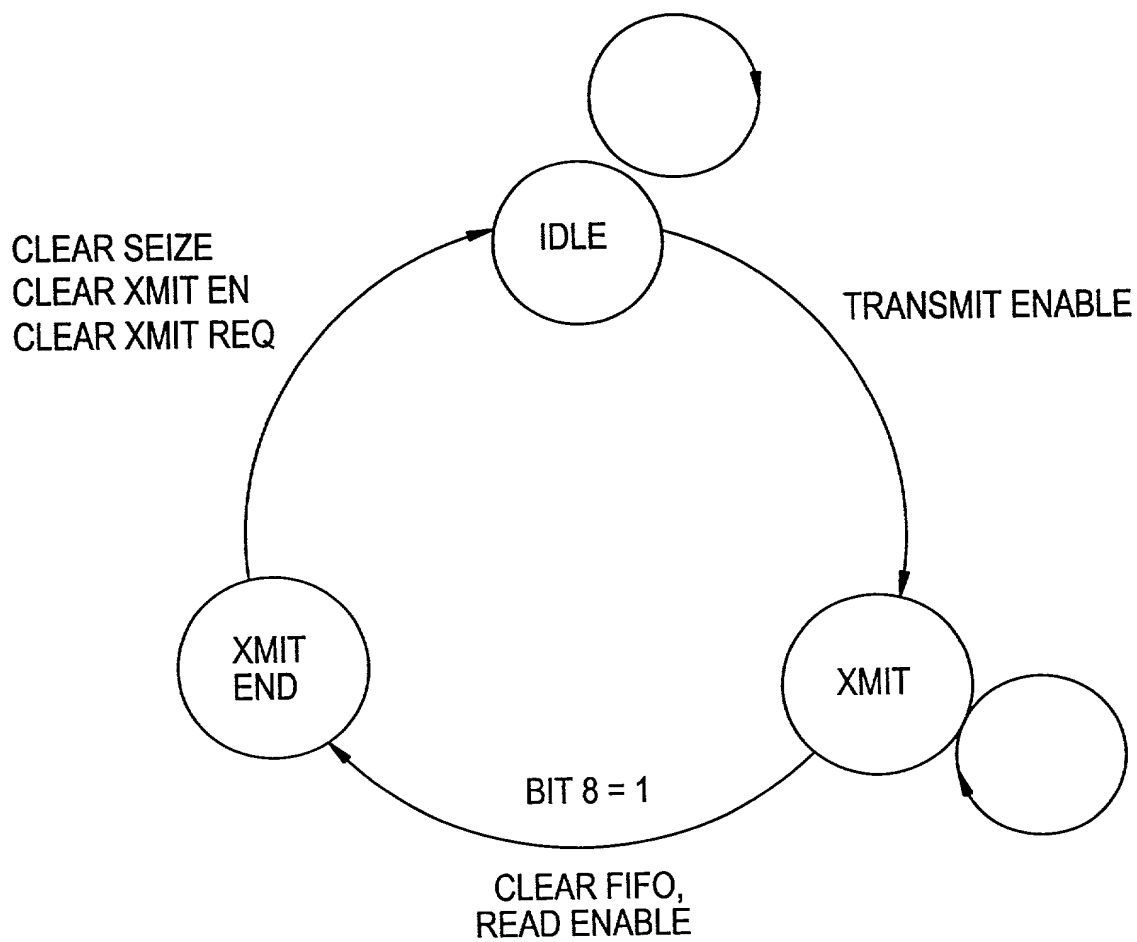 IDLE
CLEAR SEIZE
CLEAR XMIT EN
CLEAR XMIT REQ
TRANSMIT ENABLE
XMIT
END
XMIT
BIT 8 = 1
CLEAR FIFO,
READ ENABLE